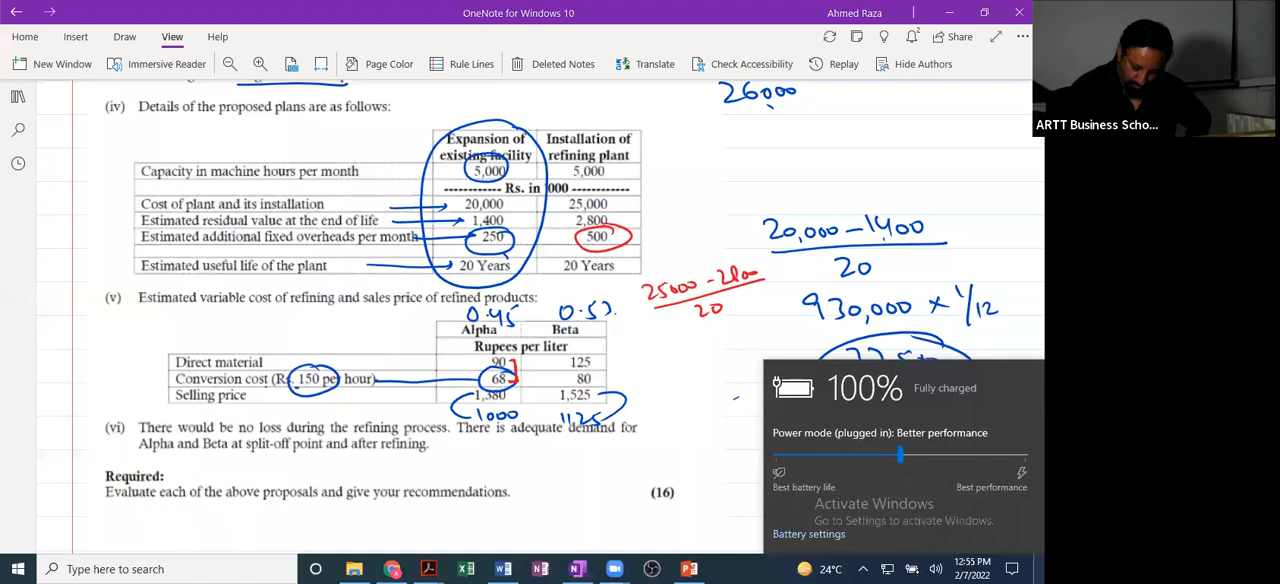 OneNote for Windows 10
Ahmed Raza
Home Insert Draw View Help
Share
New Window Immersive Reader Page Color Rule Lines Deleted Notes Translate Check Accessibility Replay Hide Authors
ARTT Business Scho...
26000
(iv) Details of the proposed plans are as follows:
Expansion of existing facility Installation of refining plant
Capacity in machine hours per month 5,000 5,000
------------ Rs. in '000 ------------
Cost of plant and its installation 20,000 25,000
Estimated residual value at the end of life 1,400 2,800
Estimated additional fixed overheads per month 250 500
Estimated useful life of the plant 20 Years 20 Years
20,000 - 1400
20
25000 - 2800
20
930,000 × 1/12
(v) Estimated variable cost of refining and sales price of refined products:
0.45 0.53
Alpha Beta
Rupees per liter
Direct material 90 125
Conversion cost (Rs. 150 per hour) 68 80
Selling price 1,380 1,525
1000 1125
(vi) There would be no loss during the refining process. There is adequate demand for
Alpha and Beta at split-off point and after refining.
Required:
Evaluate each of the above proposals and give your recommendations. (16)
100% Fully charged
Power mode (plugged in): Better performance
Best battery life Best performance
Activate Windows
Go to Settings to activate Windows.
Battery settings
Type here to search
24°C
12:55 PM
2/7/2022